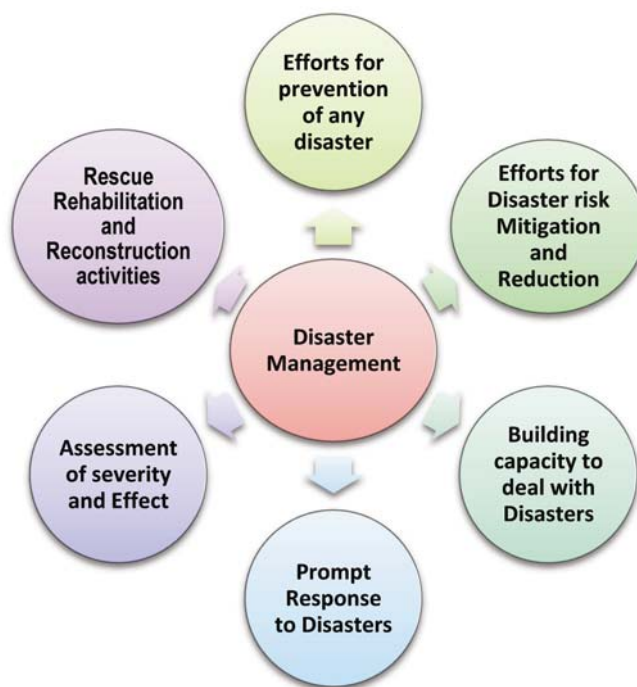 Efforts for
prevention
of any
disaster
Efforts for
Disaster risk
Mitigation
and
Reduction
Building
capacity to
deal with
Disasters
Prompt
Response
to Disasters
Assessment
of severity
and Effect
Rescue
Rehabilitation
and
Reconstruction
activities
Disaster
Management